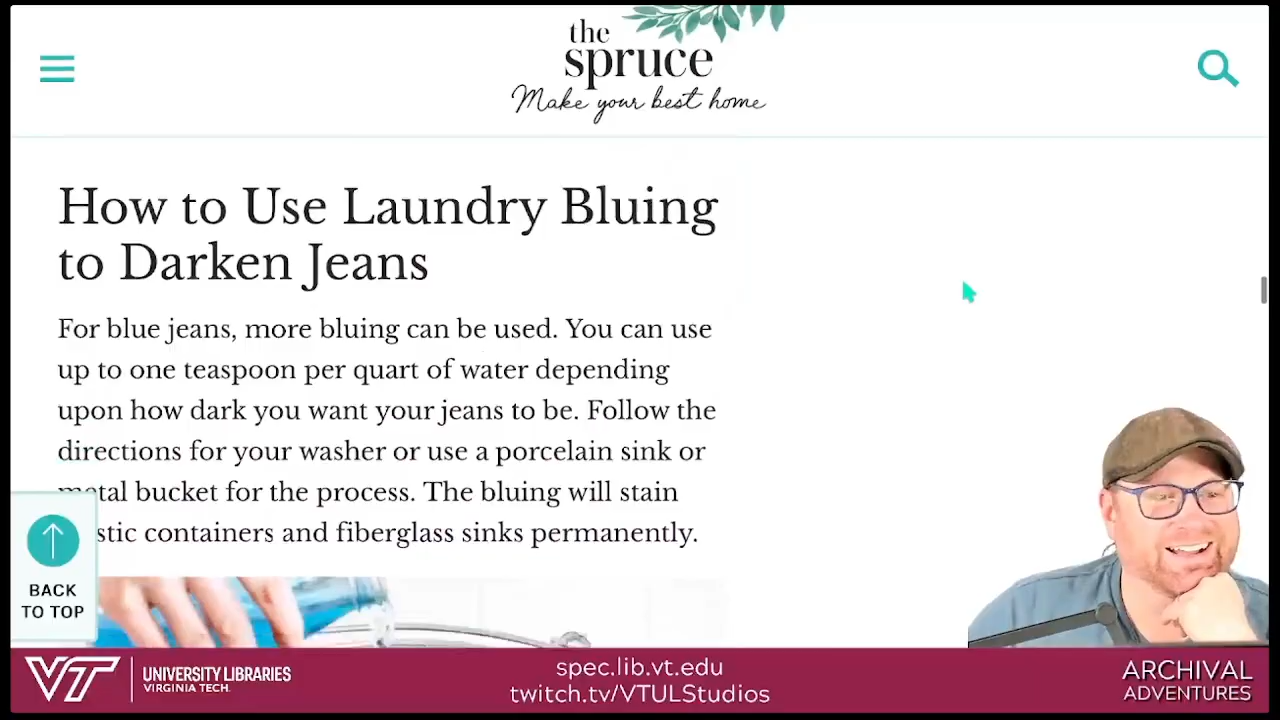 the
spruce
Make your best home
How to Use Laundry Bluing
to Darken Jeans
For blue jeans, more bluing can be used. You can use
up to one teaspoon per quart of water depending
upon how dark you want your jeans to be. Follow the
directions for your washer or use a porcelain sink or
metal bucket for the process. The bluing will stain
stic containers and fiberglass sinks permanently.
BACK
TO TOP
VT
UNIVERSITY LIBRARIES
VIRGINIA TECH.
spec.lib.vt.edu
twitch.tv/VTULStudios
ARCHIVAL
ADVENTURES